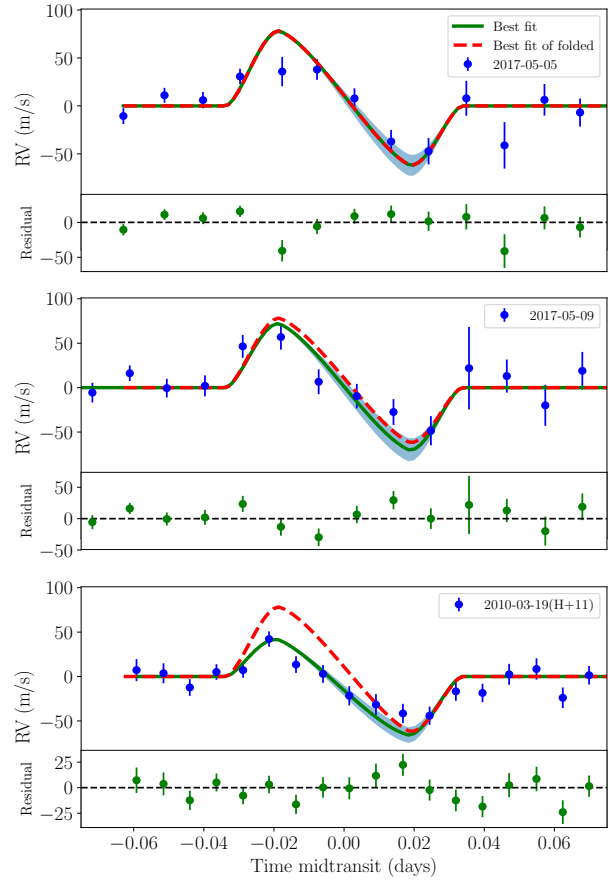 100
50
0
−50
RV (m/s)
Best fit
Best fit of folded
2017-05-05
0
−50
Residual
100
50
0
−50
RV (m/s)
2017-05-09
50
0
−50
Residual
100
50
0
−50
RV (m/s)
2010-03-19(H+11)
25
0
−25
Residual
−0.06 −0.04 −0.02 0.00 0.02 0.04 0.06
Time midtransit (days)